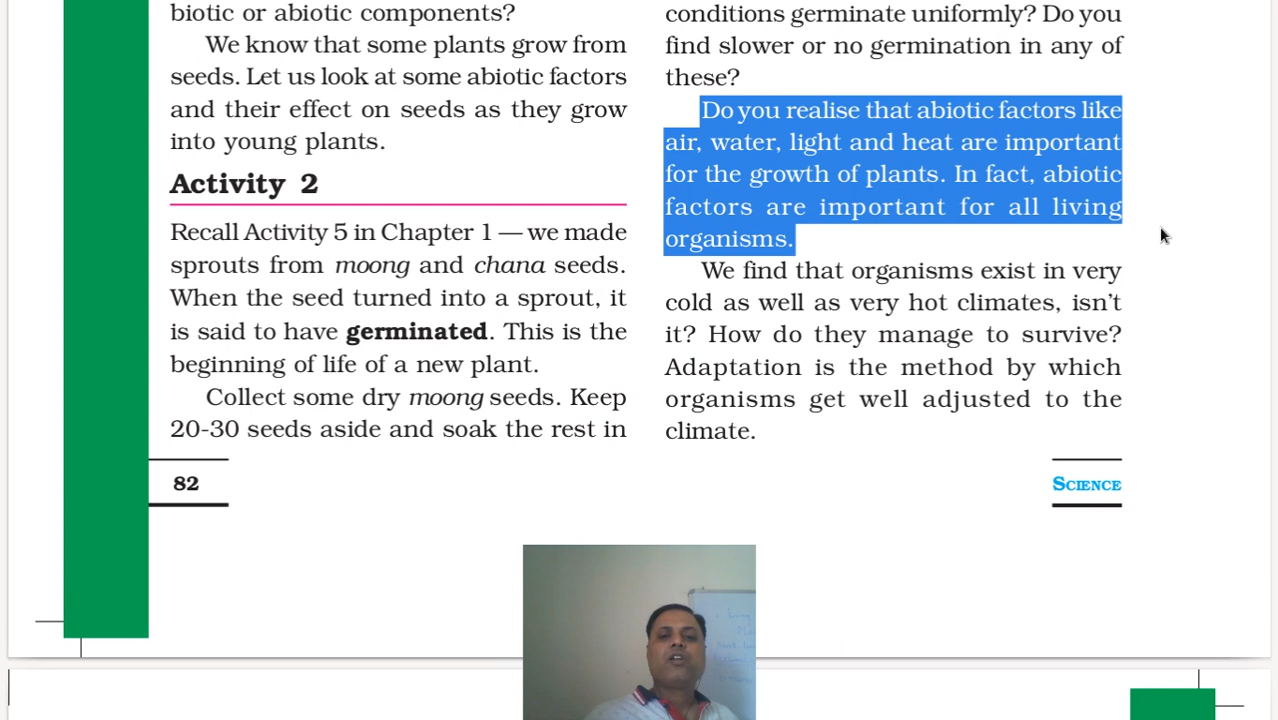 biotic or abiotic components?
We know that some plants grow from
seeds. Let us look at some abiotic factors
and their effect on seeds as they grow
into young plants.
Activity 2
Recall Activity 5 in Chapter 1 — we made
sprouts from moong and chana seeds.
When the seed turned into a sprout, it
is said to have germinated. This is the
beginning of life of a new plant.
Collect some dry moong seeds. Keep
20-30 seeds aside and soak the rest in
conditions germinate uniformly? Do you
find slower or no germination in any of
these?
Do you realise that abiotic factors like
air, water, light and heat are important
for the growth of plants. In fact, abiotic
factors are important for all living
organisms.
We find that organisms exist in very
cold as well as very hot climates, isn't
it? How do they manage to survive?
Adaptation is the method by which
organisms get well adjusted to the
climate.
82
SCIENCE